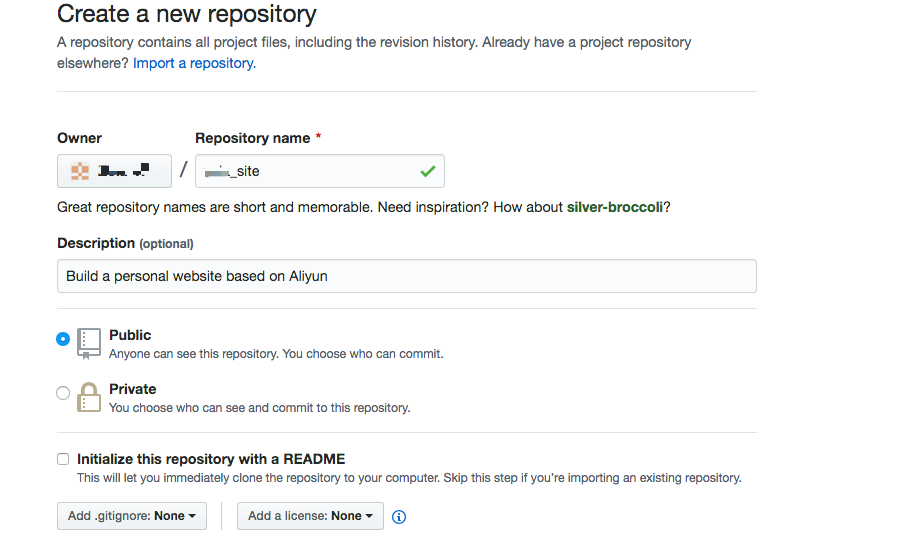 Create a new repository
A repository contains all project files, including the revision history. Already have a project repository
elsewhere? Import a repository.
Owner
Repository name *
/
_site
Great repository names are short and memorable. Need inspiration? How about silver-broccoli?
Description (optional)
Build a personal website based on Aliyun
Public
Anyone can see this repository. You choose who can commit.
Private
You choose who can see and commit to this repository.
Initialize this repository with a README
This will let you immediately clone the repository to your computer. Skip this step if you're importing an existing repository.
Add .gitignore: None
Add a license: None